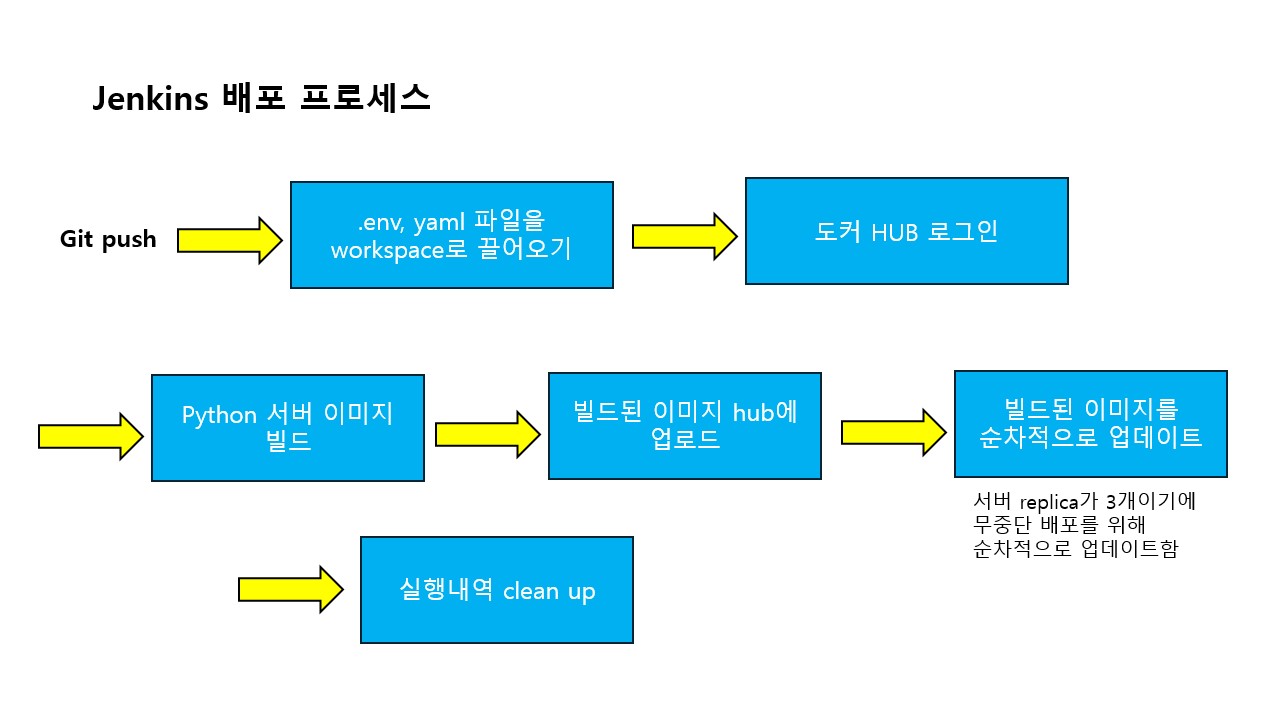 Jenkins 배포 프로세스
Git push
.env, yaml 파일을
workspace로 끌어오기
도커 HUB 로그인
Python 서버 이미지
빌드
빌드된 이미지 hub에
업로드
빌드된 이미지를
순차적으로 업데이트
서버 replica가 3개이기에
무중단 배포를 위해
순차적으로 업데이트함
실행내역 clean up